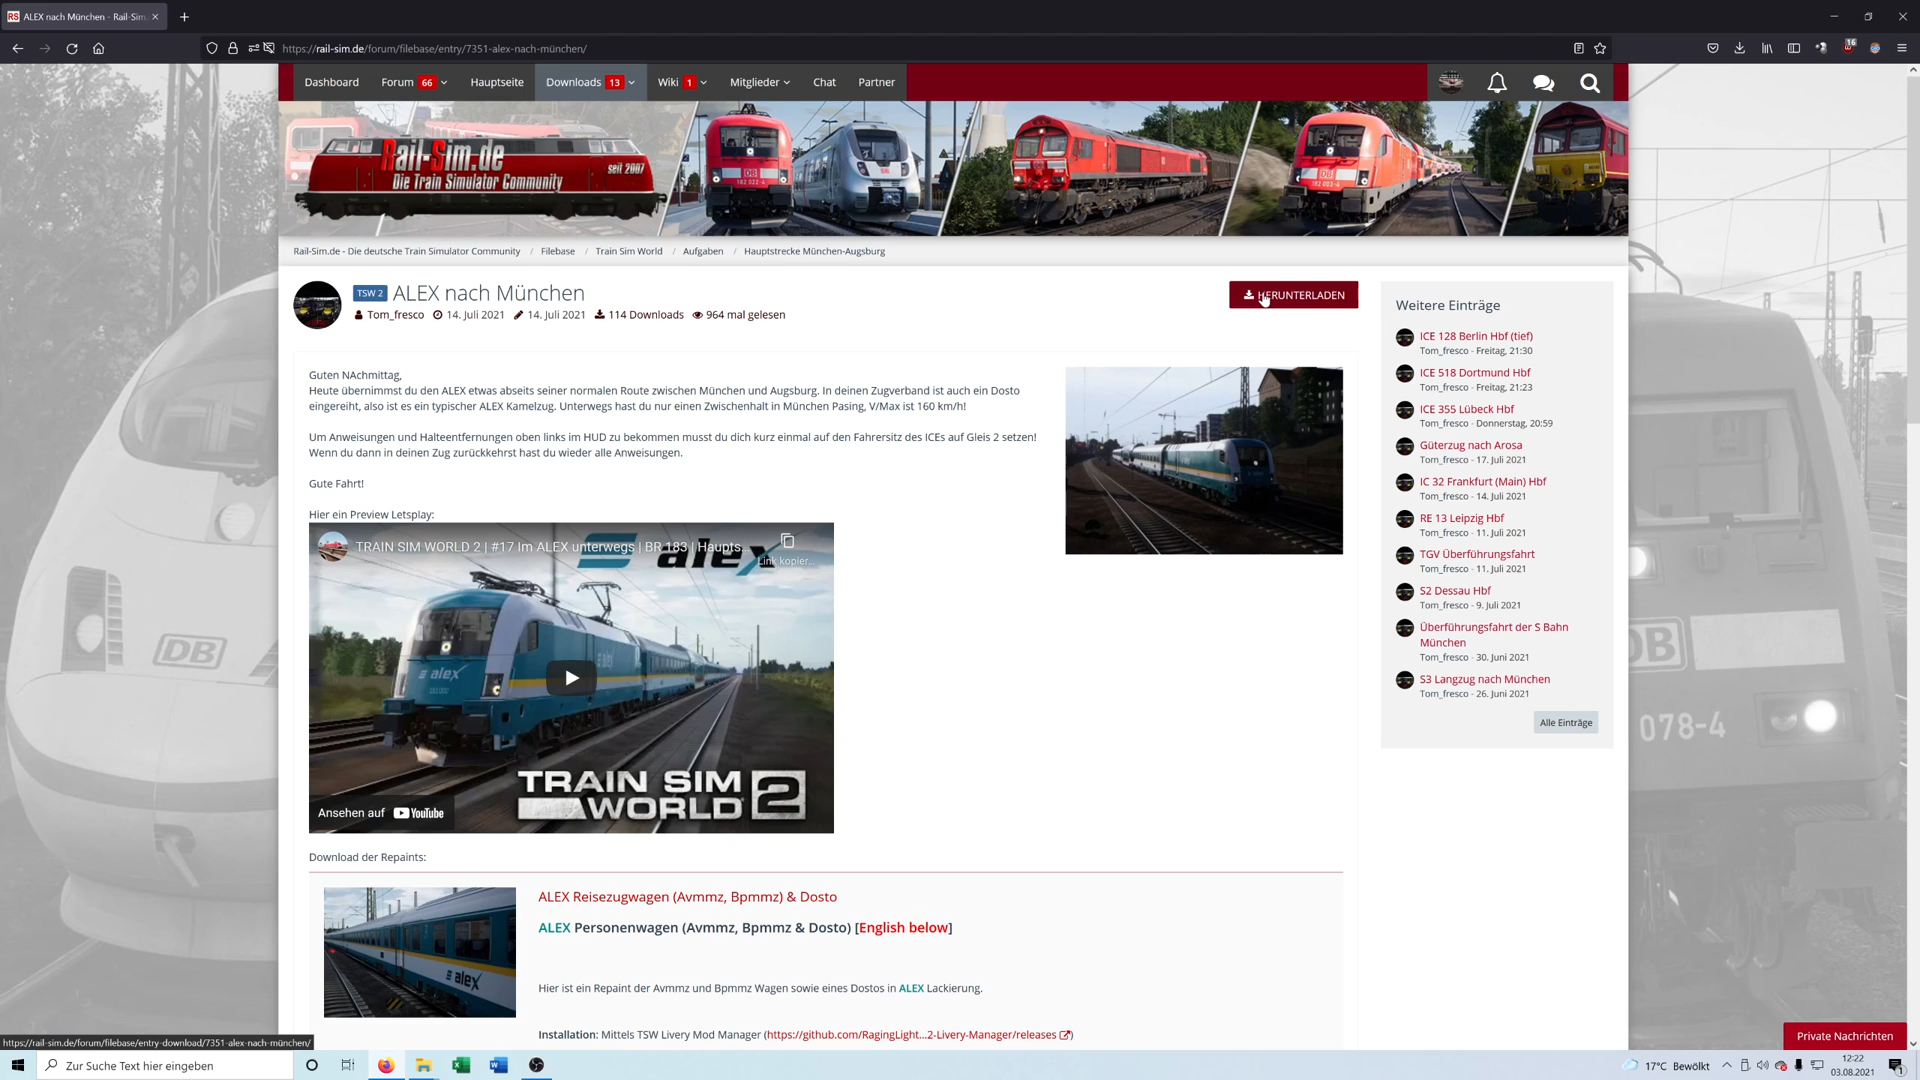 ALEX nach München - Rail-Sim.
https://rail-sim.de/forum/filebase/entry/7351-alex-nach-münchen/
16
Dashboard Forum 66 Hauptseite Downloads 13 Wiki 1 Mitglieder Chat Partner
Rail-Sim.de seit 2007
Die Train Simulator Community
Rail-Sim.de - Die deutsche Train Simulator Community / Filebase / Train Sim World / Aufgaben / Hauptstrecke München-Augsburg
TSW 2 ALEX nach München
HERUNTERLADEN
Tom_fresco 14. Juli 2021 14. Juli 2021 114 Downloads 964 mal gelesen
Guten NAchmittag,
Heute übernimmst du den ALEX etwas abseits seiner normalen Route zwischen München und Augsburg. In deinen Zugverband ist auch ein Dosto
eingereiht, also ist es ein typischer ALEX Kamelzug. Unterwegs hast du nur einen Zwischenhalt in München Pasing, V/Max ist 160 km/h!
Um Anweisungen und Halteentfernungen oben links im HUD zu bekommen musst du dich kurz einmal auf den Fahrersitz des ICEs auf Gleis 2 setzen!
Wenn du dann in deinen Zug zurückkehrst hast du wieder alle Anweisungen.
Gute Fahrt!
Hier ein Preview Letsplay:
TRAIN SIM WORLD 2 | #17 Im ALEX unterwegs | BR 183 | Haupts...
Link kopier...
alex
alex
TRAIN SIM
WORLD 2
Ansehen auf YouTube
Download der Repaints:
ALEX Reisezugwagen (Avmmz, Bpmmz) & Dosto
ALEX Personenwagen (Avmmz, Bpmmz & Dosto) [English below]
alex
Hier ist ein Repaint der Avmmz und Bpmmz Wagen sowie eines Dostos in ALEX Lackierung.
Installation: Mittels TSW Livery Mod Manager (https://github.com/RagingLight...2-Livery-Manager/releases )
Weitere Einträge
ICE 128 Berlin Hbf (tief)
Tom_fresco - Freitag, 21:30
ICE 518 Dortmund Hbf
Tom_fresco - Freitag, 21:23
ICE 355 Lübeck Hbf
Tom_fresco - Donnerstag, 20:59
Güterzug nach Arosa
Tom_fresco - 17. Juli 2021
IC 32 Frankfurt (Main) Hbf
Tom_fresco - 14. Juli 2021
RE 13 Leipzig Hbf
Tom_fresco - 11. Juli 2021
TGV Überführungsfahrt
Tom_fresco - 11. Juli 2021
S2 Dessau Hbf
Tom_fresco - 9. Juli 2021
Überführungsfahrt der S Bahn
München
Tom_fresco - 30. Juni 2021
S3 Langzug nach München
Tom_fresco - 26. Juni 2021
Alle Einträge
DB
DB
078-4
Private Nachrichten
https://rail-sim.de/forum/filebase/entry-download/7351-alex-nach-münchen/
Zur Suche Text hier eingeben
17°C Bewölkt
12:22
03.08.2021
1